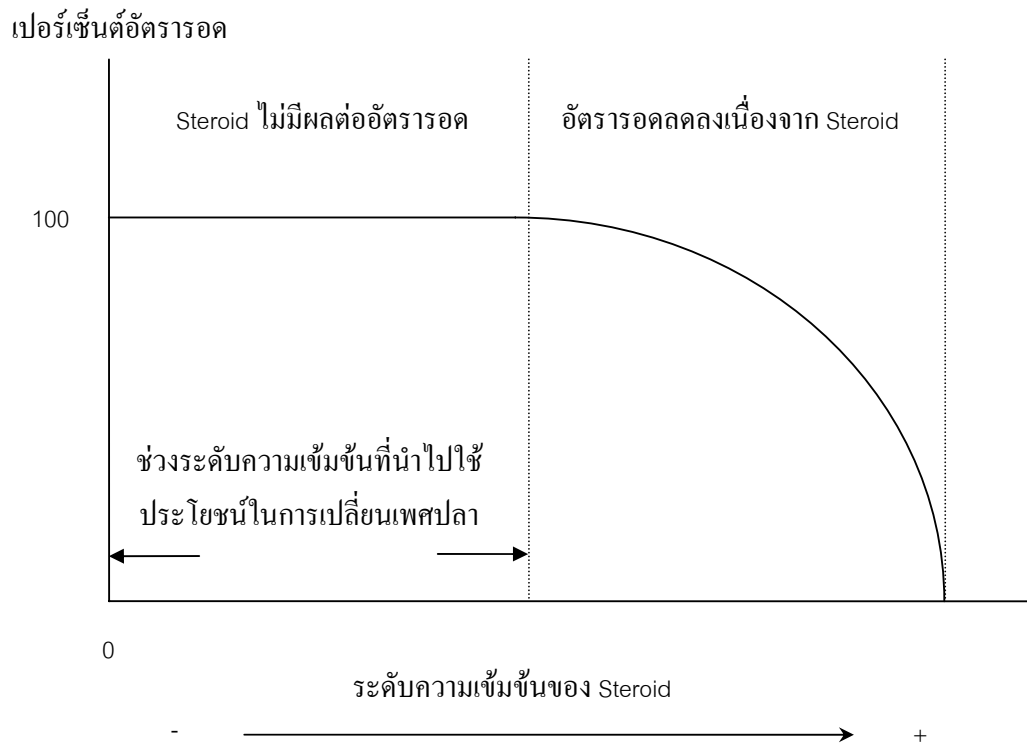 เปอร์เซ็นต์อัตรารอด
Steroid ไม่มีผลต่ออัตรารอด
อัตรารอดลดลงเนื่องจาก Steroid
100
ช่วงระดับความเข้มข้นที่นำไปใช้
ประโยชน์ในการเปลี่ยนเพศปลา
0
ระดับความเข้มข้นของ Steroid
- +